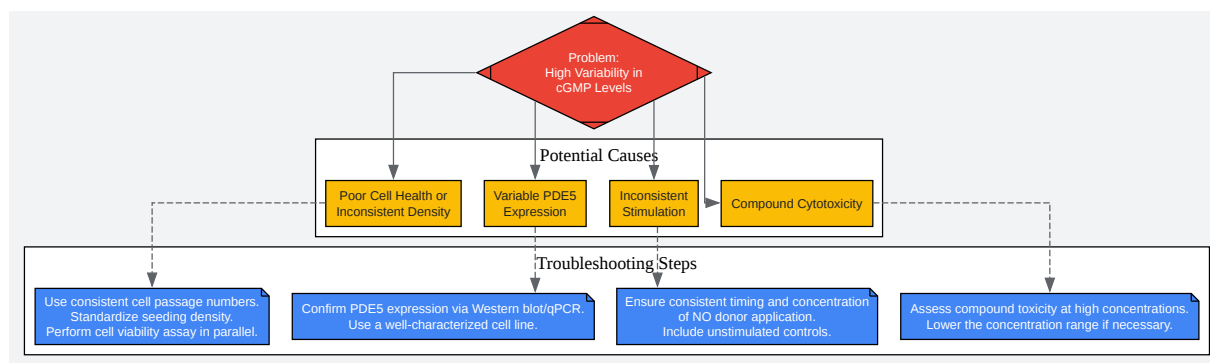 Problem:
High Variability in
cGMP Levels
Potential Causes
Poor Cell Health or
Inconsistent Density
Variable PDE5
Expression
Inconsistent
Stimulation
Compound Cytotoxicity
Troubleshooting Steps
Use consistent cell passage numbers.
Standardize seeding density.
Perform cell viability assay in parallel.
Confirm PDE5 expression via Western blot/qPCR.
Use a well-characterized cell line.
Ensure consistent timing and concentration
of NO donor application.
Include unstimulated controls.
Assess compound toxicity at high concentrations.
Lower the concentration range if necessary.